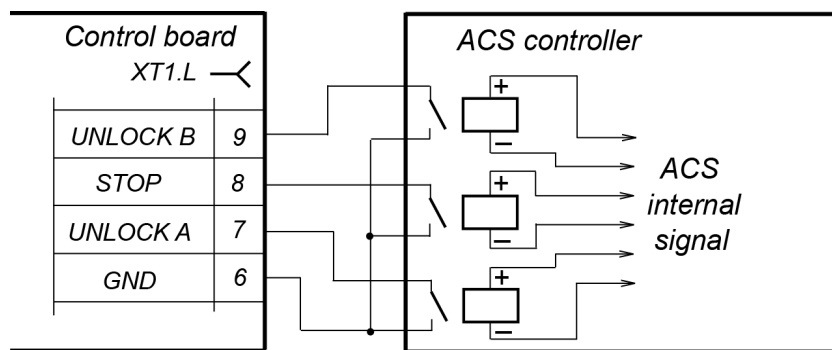 Control board
XT1.L
UNLOCK B 9
STOP 8
UNLOCK A 7
GND 6
ACS controller
+
−
+
−
+
−
ACS
internal
signal